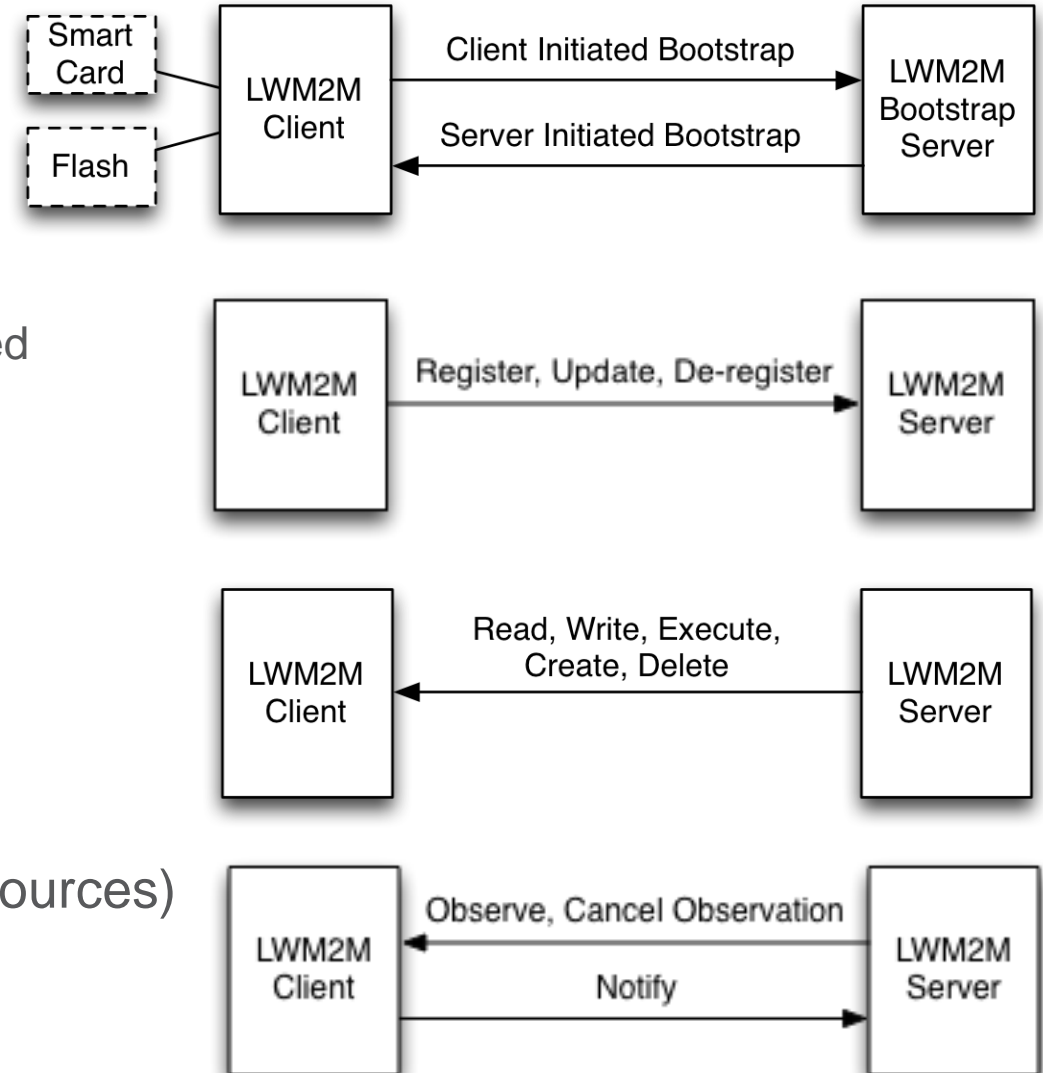 Smart
Card
Flash
LWM2M
Client
Client Initiated Bootstrap
Server Initiated Bootstrap
LWM2M
Bootstrap
Server
ed
LWM2M
Client
Register, Update, De-register
LWM2M
Server
LWM2M
Client
Read, Write, Execute,
Create, Delete
LWM2M
Server
ources)
LWM2M
Client
Observe, Cancel Observation
Notify
LWM2M
Server